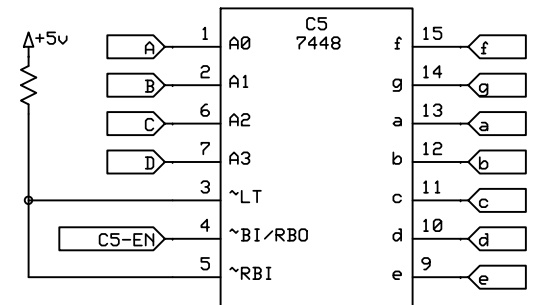 C5
7448
+5v
A 1 A0 f 15 f
B 2 A1 g 14 g
C 6 A2 a 13 a
D 7 A3 b 12 b
3 ~LT c 11 c
C5-EN 4 ~BI/RBO d 10 d
5 ~RBI e 9 e